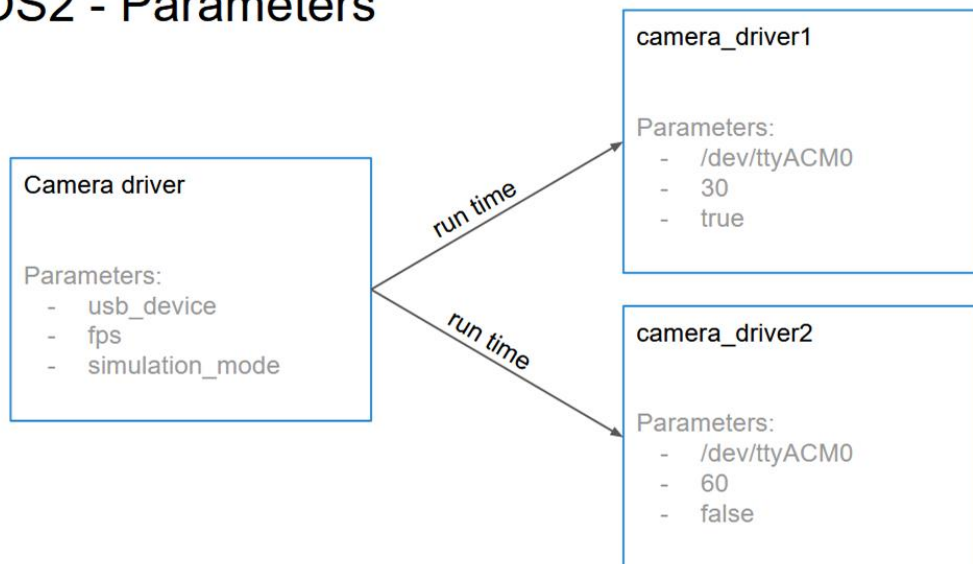 OS2 - Parameters
Camera driver
Parameters:
- usb_device
- fps
- simulation_mode
run time
run time
camera_driver1
Parameters:
- /dev/ttyACM0
- 30
- true
camera_driver2
Parameters:
- /dev/ttyACM0
- 60
- false